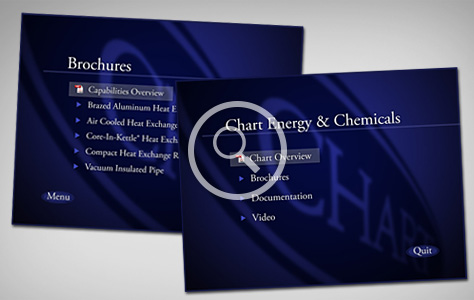 Brochures
Capabilities Overview
Brazed Aluminum Heat E
Air Cooled Heat Exchange
Core-In-Kettle® Heat Exch
Compact Heat Exchange R
Vacuum Insulated Pipe
Menu
Chart Energy & Chemicals
Chart Overview
Brochures
Documentation
Video
Quit
CHART